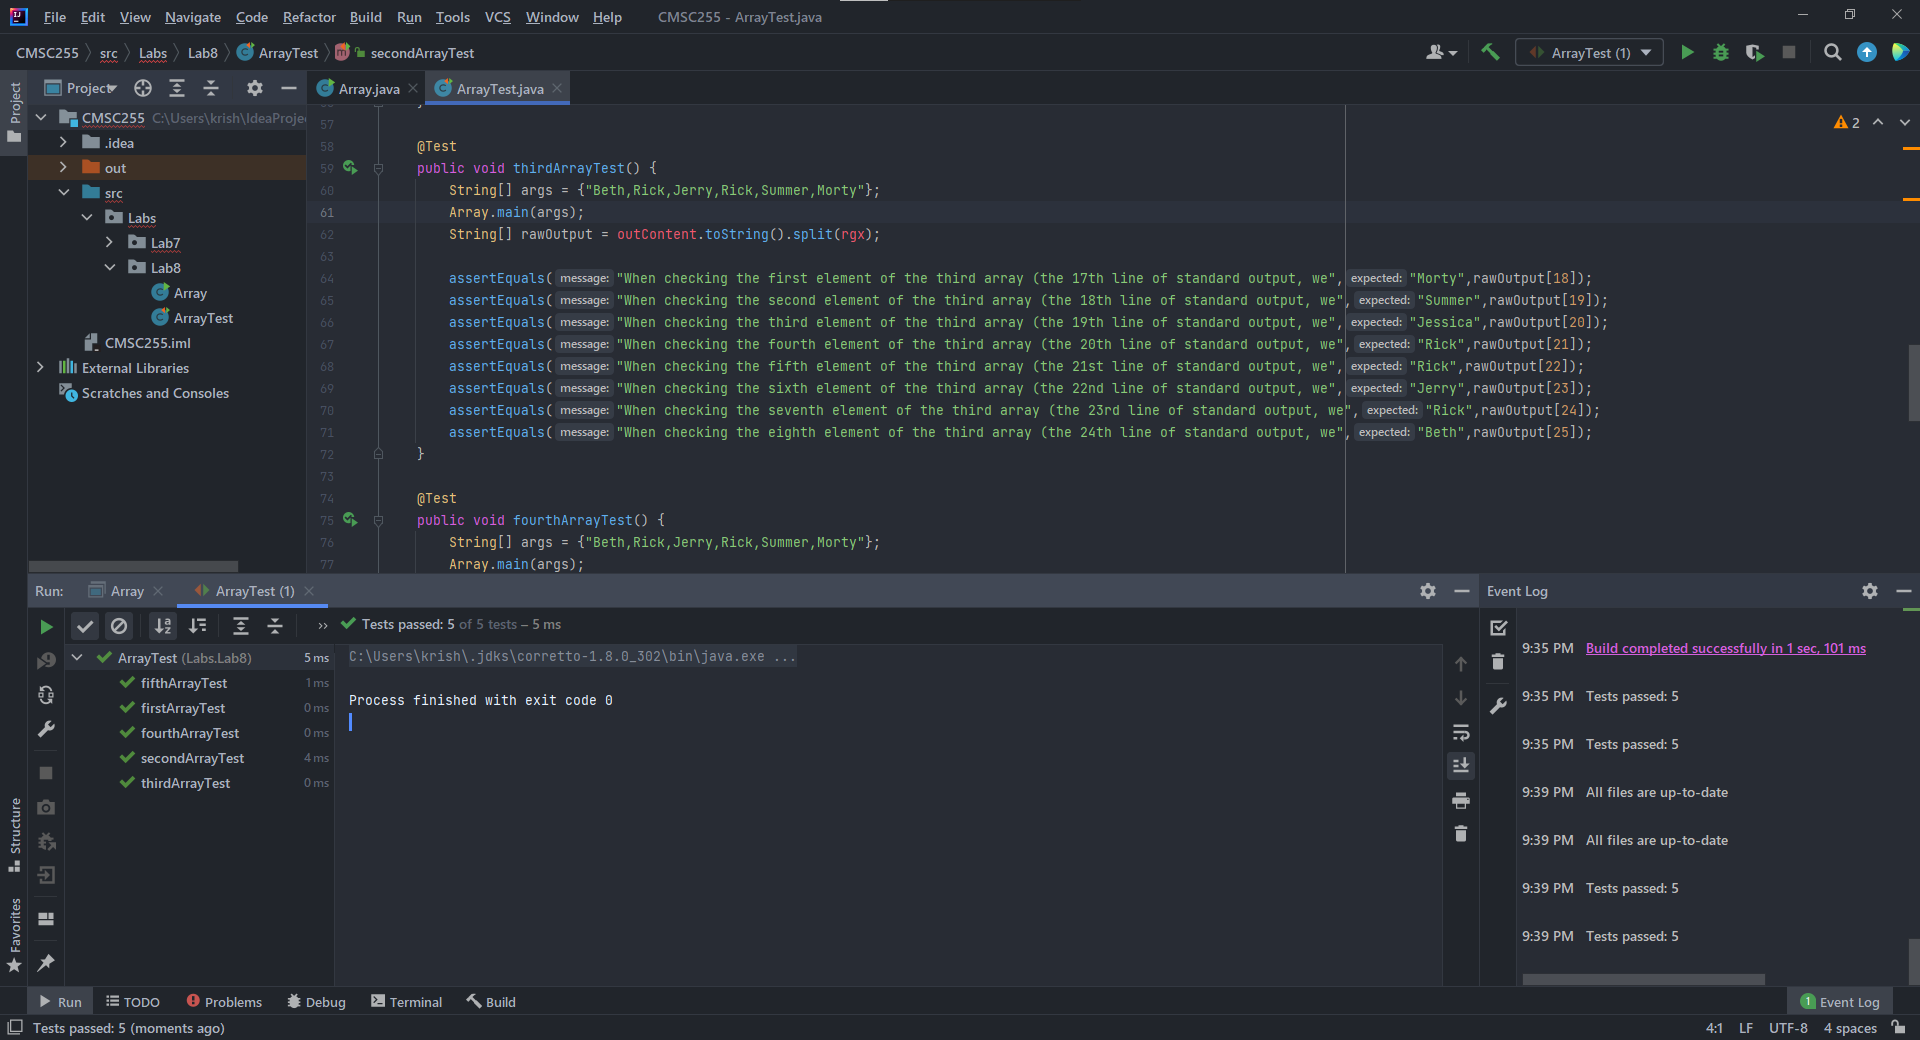 File Edit View Navigate Code Refactor Build Run Tools VCS Window Help CMSC255 - ArrayTest.java
CMSC255 src Labs Lab8 ArrayTest secondArrayTest ArrayTest (1)
Project
Project
Array.java ArrayTest.java
CMSC255 C:\Users\krish\IdeaProje
.idea
out
src
Labs
Lab7
Lab8
Array
ArrayTest
CMSC255.iml
External Libraries
Scratches and Consoles
2
57
58 @Test
59 public void thirdArrayTest() {
60 String[] args = {"Beth,Rick,Jerry,Rick,Summer,Morty"};
61 Array.main(args);
62 String[] rawOutput = outContent.toString().split(rgx);
63
64 assertEquals( message: "When checking the first element of the third array (the 17th line of standard output, we", expected: "Morty",rawOutput[18]);
65 assertEquals( message: "When checking the second element of the third array (the 18th line of standard output, we", expected: "Summer",rawOutput[19]);
66 assertEquals( message: "When checking the third element of the third array (the 19th line of standard output, we", expected: "Jessica",rawOutput[20]);
67 assertEquals( message: "When checking the fourth element of the third array (the 20th line of standard output, we", expected: "Rick",rawOutput[21]);
68 assertEquals( message: "When checking the fifth element of the third array (the 21st line of standard output, we", expected: "Rick",rawOutput[22]);
69 assertEquals( message: "When checking the sixth element of the third array (the 22nd line of standard output, we", expected: "Jerry",rawOutput[23]);
70 assertEquals( message: "When checking the seventh element of the third array (the 23rd line of standard output, we", expected: "Rick",rawOutput[24]);
71 assertEquals( message: "When checking the eighth element of the third array (the 24th line of standard output, we", expected: "Beth",rawOutput[25]);
72 }
73
74 @Test
75 public void fourthArrayTest() {
76 String[] args = {"Beth,Rick,Jerry,Rick,Summer,Morty"};
77 Array.main(args);
Run: Array ArrayTest (1)
Tests passed: 5 of 5 tests – 5 ms
ArrayTest (Labs.Lab8) 5 ms
fifthArrayTest 1 ms
firstArrayTest 0 ms
fourthArrayTest 0 ms
secondArrayTest 4 ms
thirdArrayTest 0 ms
C:\Users\krish\.jdks\corretto-1.8.0_302\bin\java.exe ...
Process finished with exit code 0
Event Log
9:35 PM Build completed successfully in 1 sec, 101 ms
9:35 PM Tests passed: 5
9:35 PM Tests passed: 5
9:39 PM All files are up-to-date
9:39 PM All files are up-to-date
9:39 PM Tests passed: 5
9:39 PM Tests passed: 5
Structure
Favorites
Run TODO Problems Debug Terminal Build 1 Event Log
Tests passed: 5 (moments ago) 4:1 LF UTF-8 4 spaces